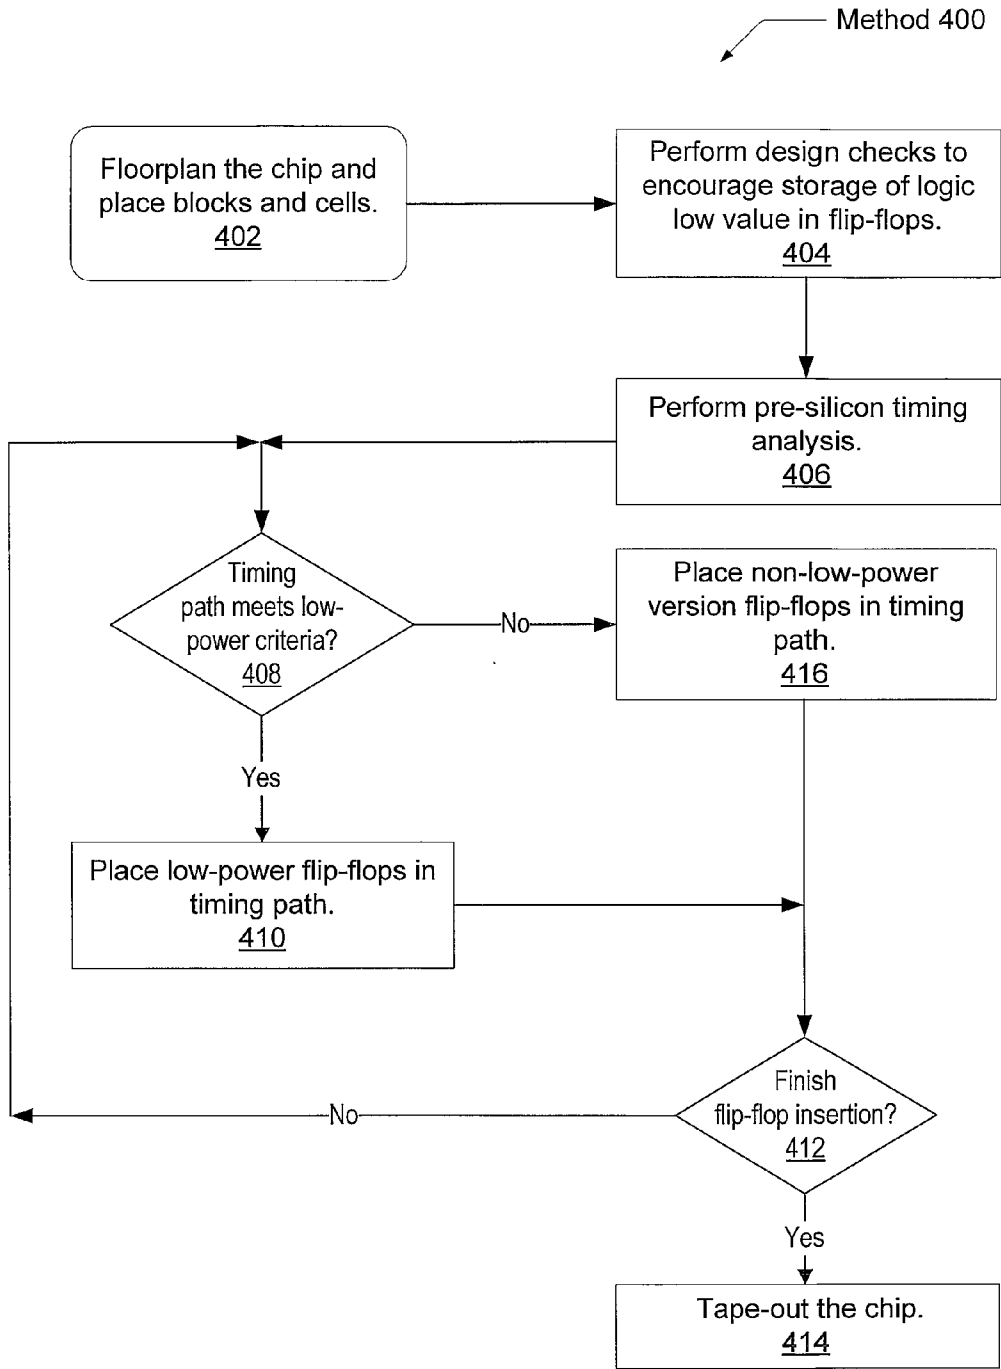 Method 400
Floorplan the chip and
place blocks and cells.
402
Perform design checks to
encourage storage of logic
low value in flip-flops.
404
Perform pre-silicon timing
analysis.
406
Timing
path meets low-
power criteria?
408
No
Place non-low-power
version flip-flops in timing
path.
416
Yes
Place low-power flip-flops in
timing path.
410
Finish
flip-flop insertion?
412
No
Yes
Tape-out the chip.
414